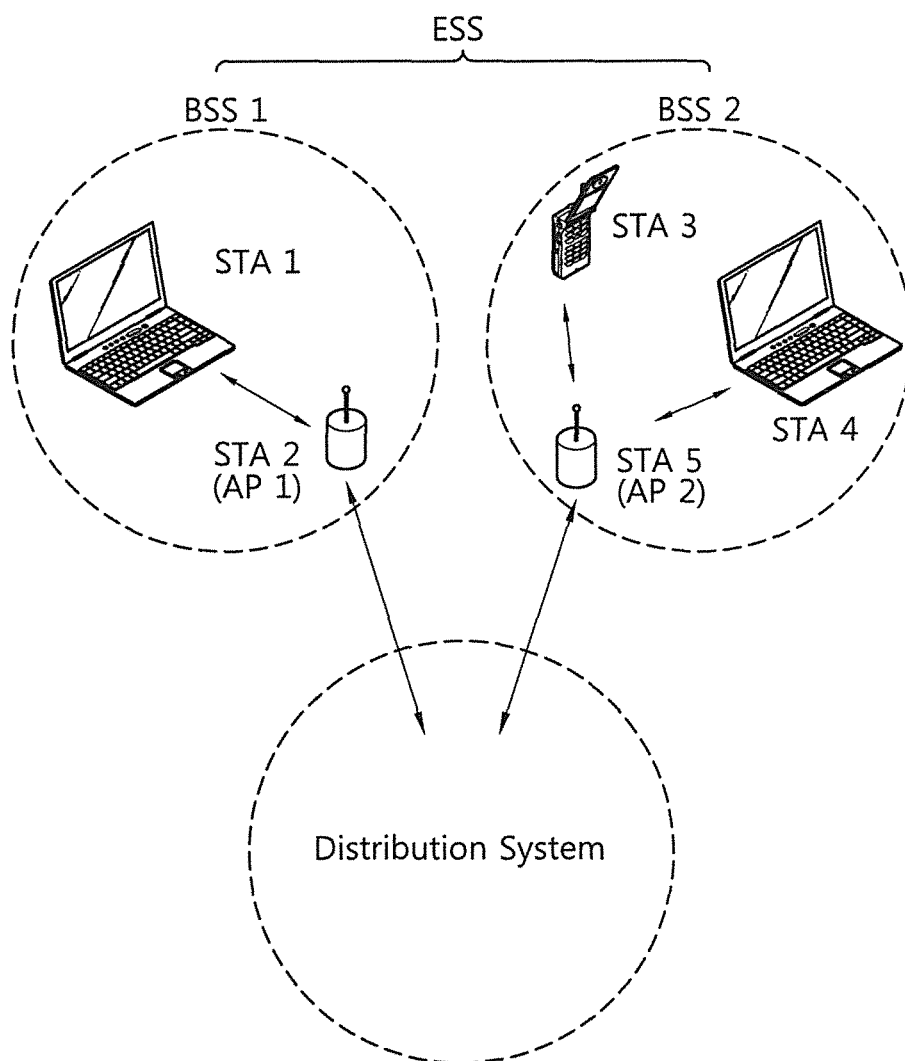 ESS
BSS 1
BSS 2
STA 1
STA 3
STA 2
(AP 1)
STA 4
STA 5
(AP 2)
Distribution System